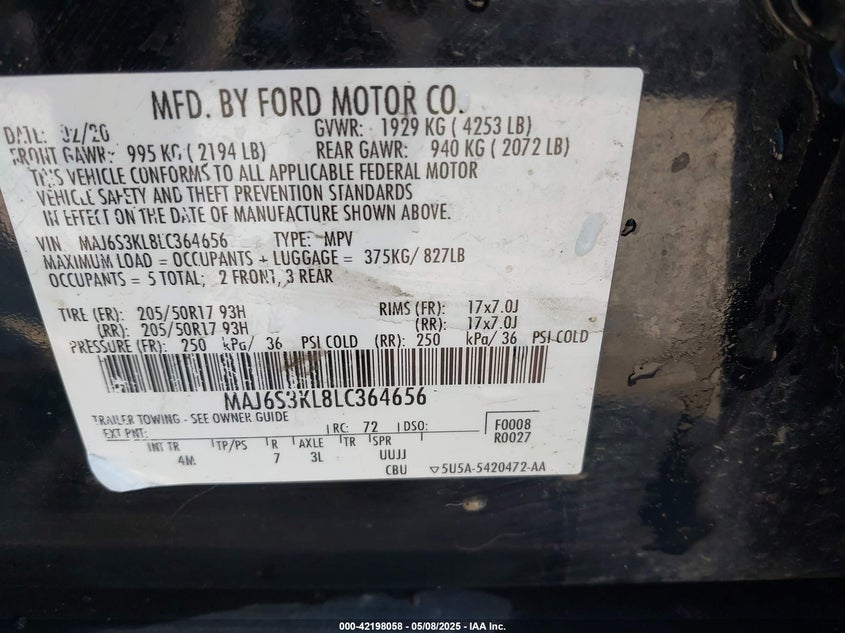 MFD. BY FORD MOTOR CO.
DATE: 02/20 GVWR: 1929 KG ( 4253 LB)
FRONT GAWR: 995 KG ( 2194 LB) REAR GAWR: 940 KG ( 2072 LB)
THIS VEHICLE CONFORMS TO ALL APPLICABLE FEDERAL MOTOR
VEHICLE SAFETY AND THEFT PREVENTION STANDARDS
IN EFFECT ON THE DATE OF MANUFACTURE SHOWN ABOVE.
VIN: MAJ6S3KL8LC364656 TYPE: MPV
MAXIMUM LOAD = OCCUPANTS + LUGGAGE = 375KG/ 827LB
OCCUPANTS = 5 TOTAL; 2 FRONT, 3 REAR
TIRE (FR): 205/50R17 93H RIMS (FR): 17x7.0J
(RR): 205/50R17 93H (RR): 17x7.0J
PRESSURE (FR): 250 kPa/ 36 PSI COLD (RR): 250 kPa/ 36 PSI COLD
MAJ6S3KL8LC364656
TRAILER TOWING - SEE OWNER GUIDE
EXT PNT: RC: 72 DSO: F0008
R0027
INT TR TP/PS R AXLE TR SPR
4M 7 3L UUJJ
CBU ▽5U5A-5420472-AA
000-42198058 - 05/08/2025 - IAA Inc.